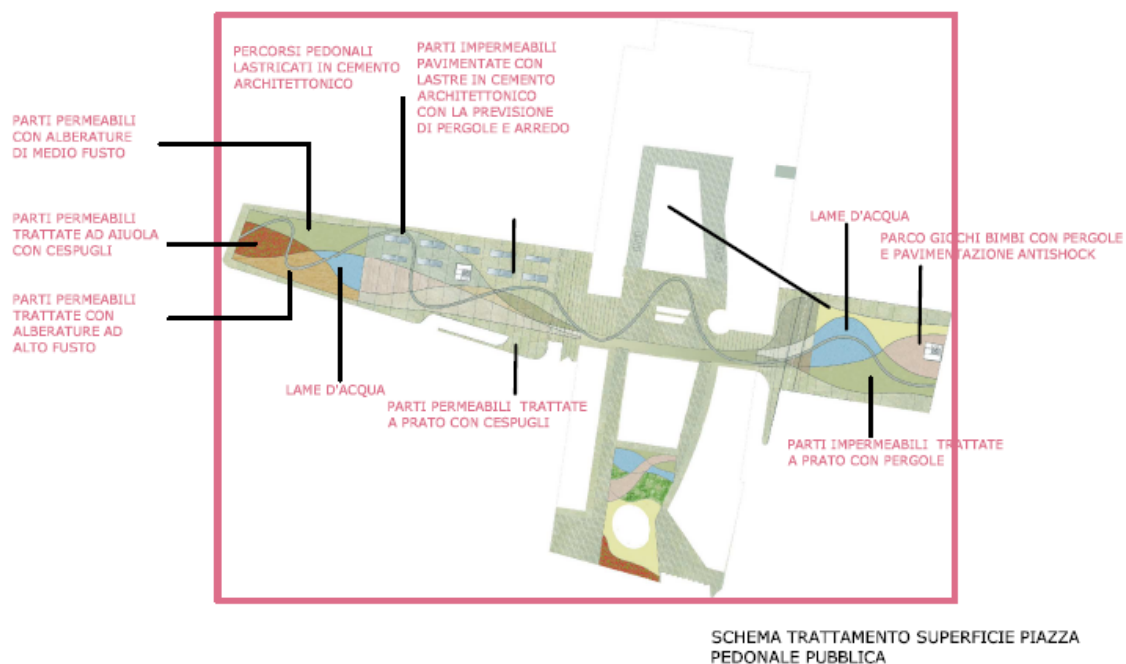 PERCORSI PEDONALI
LASTRICATI IN CEMENTO
ARCHITETTONICO
PARTI IMPERMEABILI
PAVIMENTATE CON
LASTRE IN CEMENTO
ARCHITETTONICO
CON LA PREVISIONE
DI PERGOLE E ARREDO
PARTI PERMEABILI
CON ALBERATURE
DI MEDIO FUSTO
PARTI PERMEABILI
TRATTATE AD AIUOLA
CON CESPUGLI
PARTI PERMEABILI
TRATTATE CON
ALBERATURE AD
ALTO FUSTO
LAME D'ACQUA
PARTI PERMEABILI TRATTATE
A PRATO CON CESPUGLI
LAME D'ACQUA
PARCO GIOCHI BIMBI CON PERGOLE
E PAVIMENTAZIONE ANTISHOCK
PARTI IMPERMEABILI TRATTATE
A PRATO CON PERGOLE
SCHEMA TRATTAMENTO SUPERFICIE PIAZZA
PEDONALE PUBBLICA